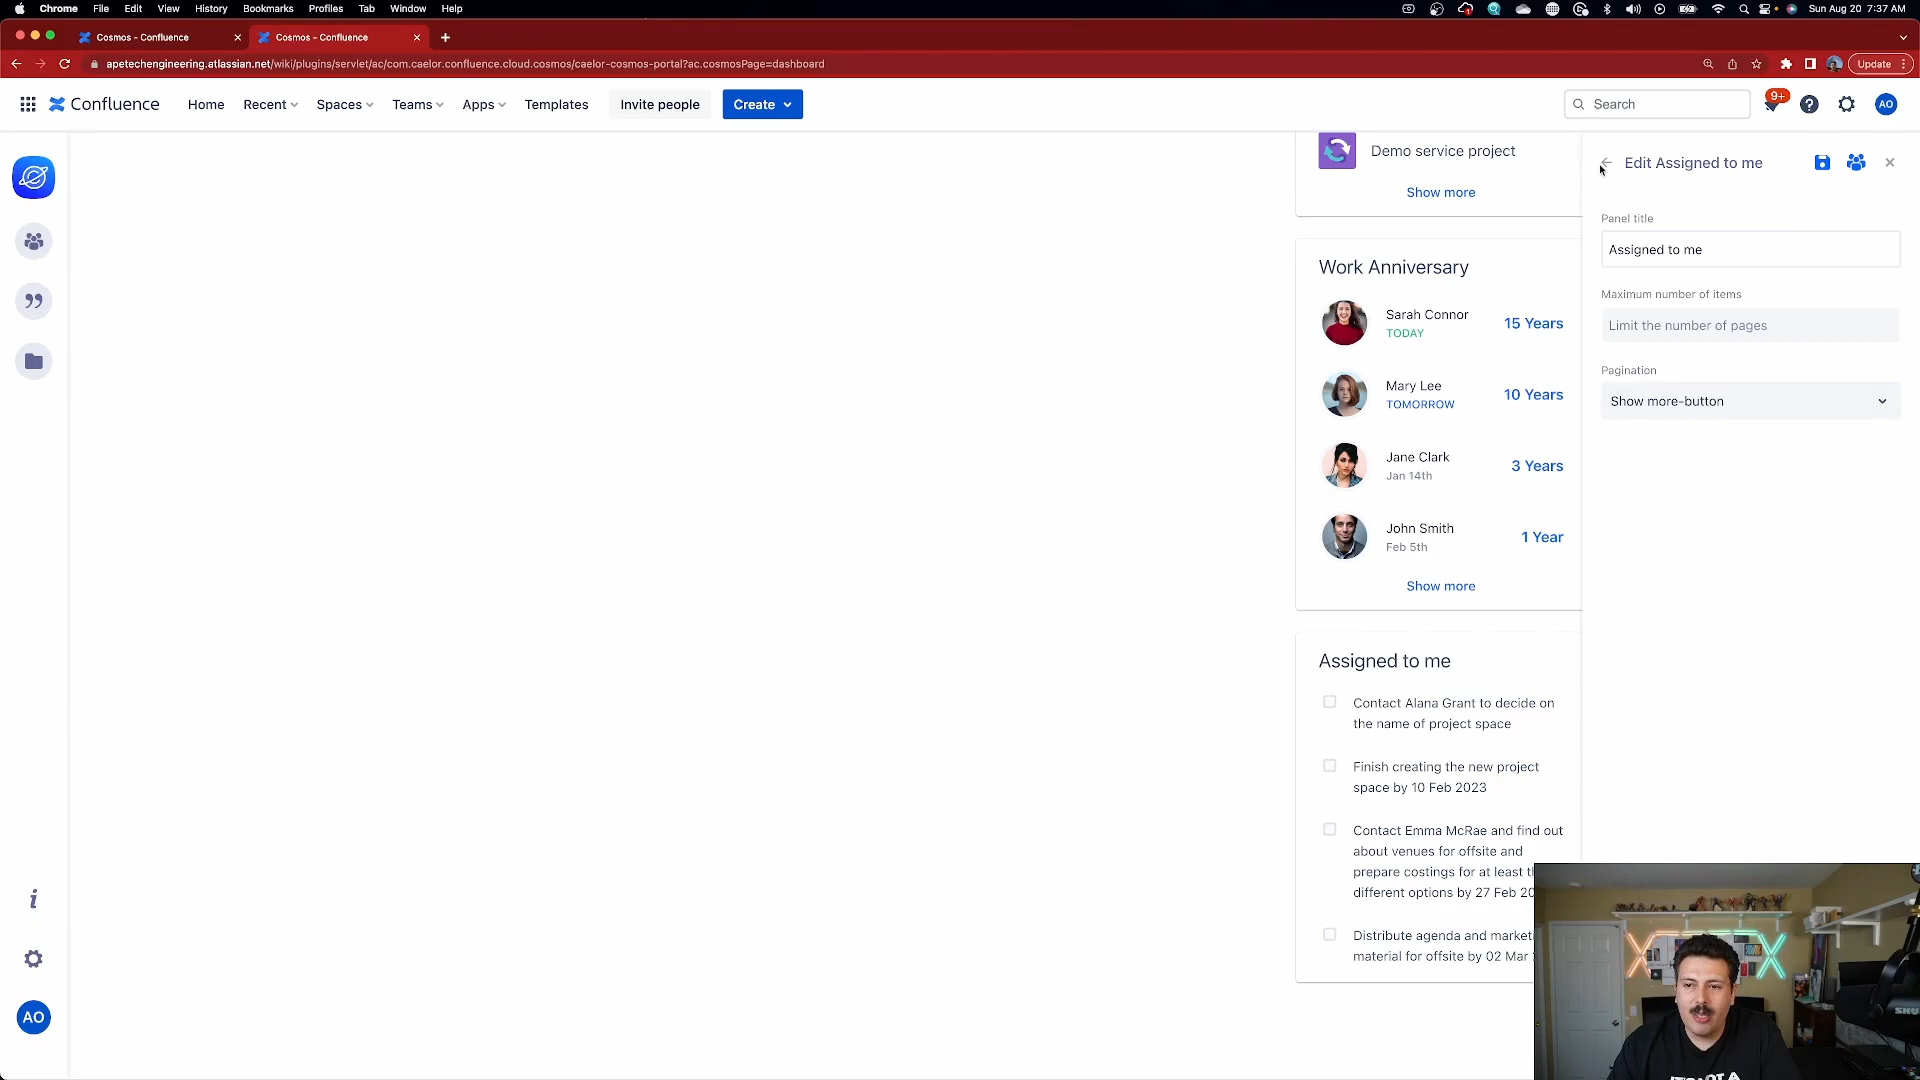 Chrome File Edit View History Bookmarks Profiles Tab Window Help
Sun Aug 20 7:37 AM
Cosmos - Confluence
Cosmos - Confluence
apetechengineering.atlassian.net/wiki/plugins/servlet/ac/com.caelor.confluence.cloud.cosmos/caelor-cosmos-portal?ac.cosmosPage=dashboard
Update
Confluence Home Recent Spaces Teams Apps Templates Invite people Create
Search 9+ AO
Demo service project
Show more
Work Anniversary
Sarah Connor
TODAY
15 Years
Mary Lee
TOMORROW
10 Years
Jane Clark
Jan 14th
3 Years
John Smith
Feb 5th
1 Year
Show more
Assigned to me
Contact Alana Grant to decide on
the name of project space
Finish creating the new project
space by 10 Feb 2023
Contact Emma McRae and find out
about venues for offsite and
prepare costings for at least
different options by 27 Feb
Distribute agenda and
material for offsite by 02 Mar
Edit Assigned to me
Panel title
Assigned to me
Maximum number of items
Limit the number of pages
Pagination
Show more-button
i
AO